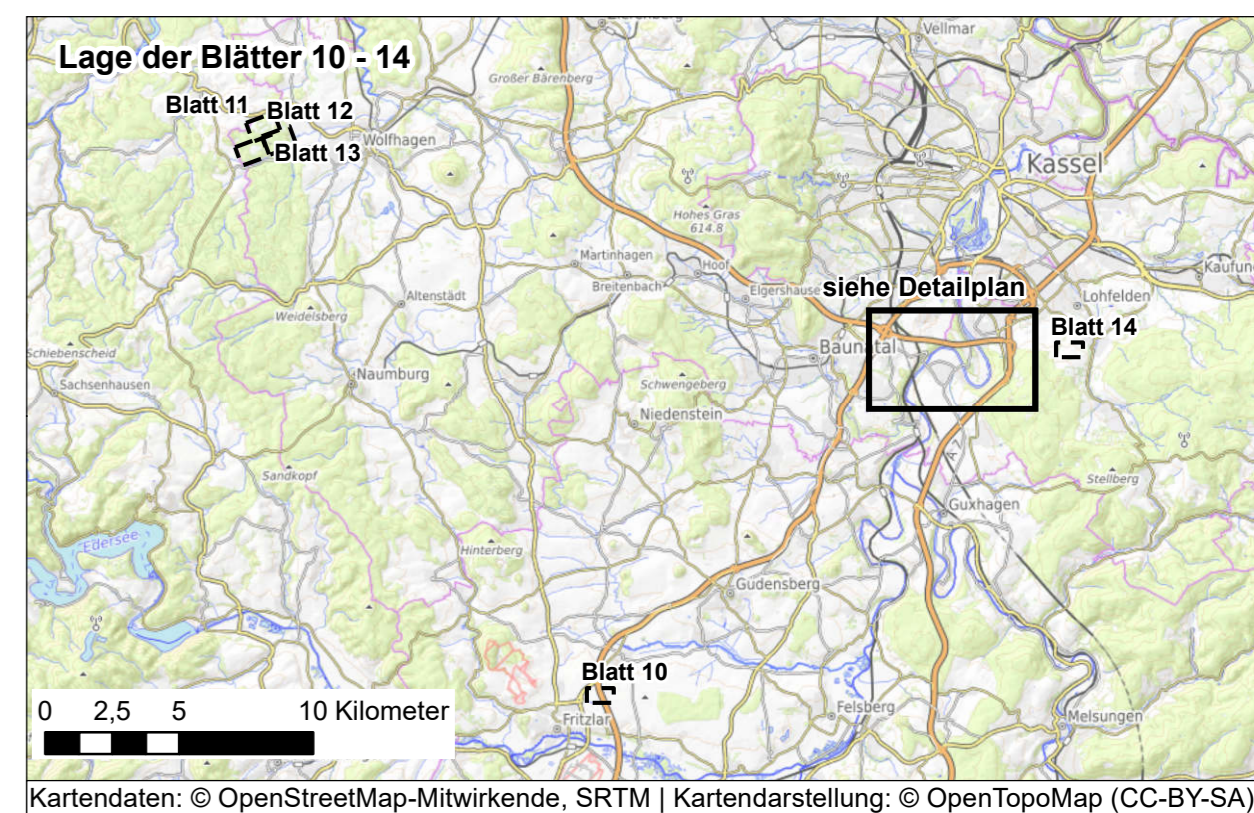 Zierenberg
Vellmar
Lage der Blätter 10 - 14
Großer Bärenberg
Blatt 11
Blatt 12
Wolfhagen
Blatt 13
Kassel
Hohes Gras
614.8
Martinhagen
Hoof
Breitenbach
Elgershause
siehe Detailplan
Kaufun
Lohfelden
Altenstädt
Weidelsberg
Blatt 14
Baunatal
Schiebenscheid
Sachsenhausen
Naumburg
Schwengeberg
Niedenstein
A 7
Sandkopf
Stellberg
Guxhagen
Edersee
Hinterberg
Gudensberg
Blatt 10
Fritzlar
Felsberg
Melsungen
0 2,5 5 10 Kilometer
Kartendaten: © OpenStreetMap-Mitwirkende, SRTM | Kartendarstellung: © OpenTopoMap (CC-BY-SA)